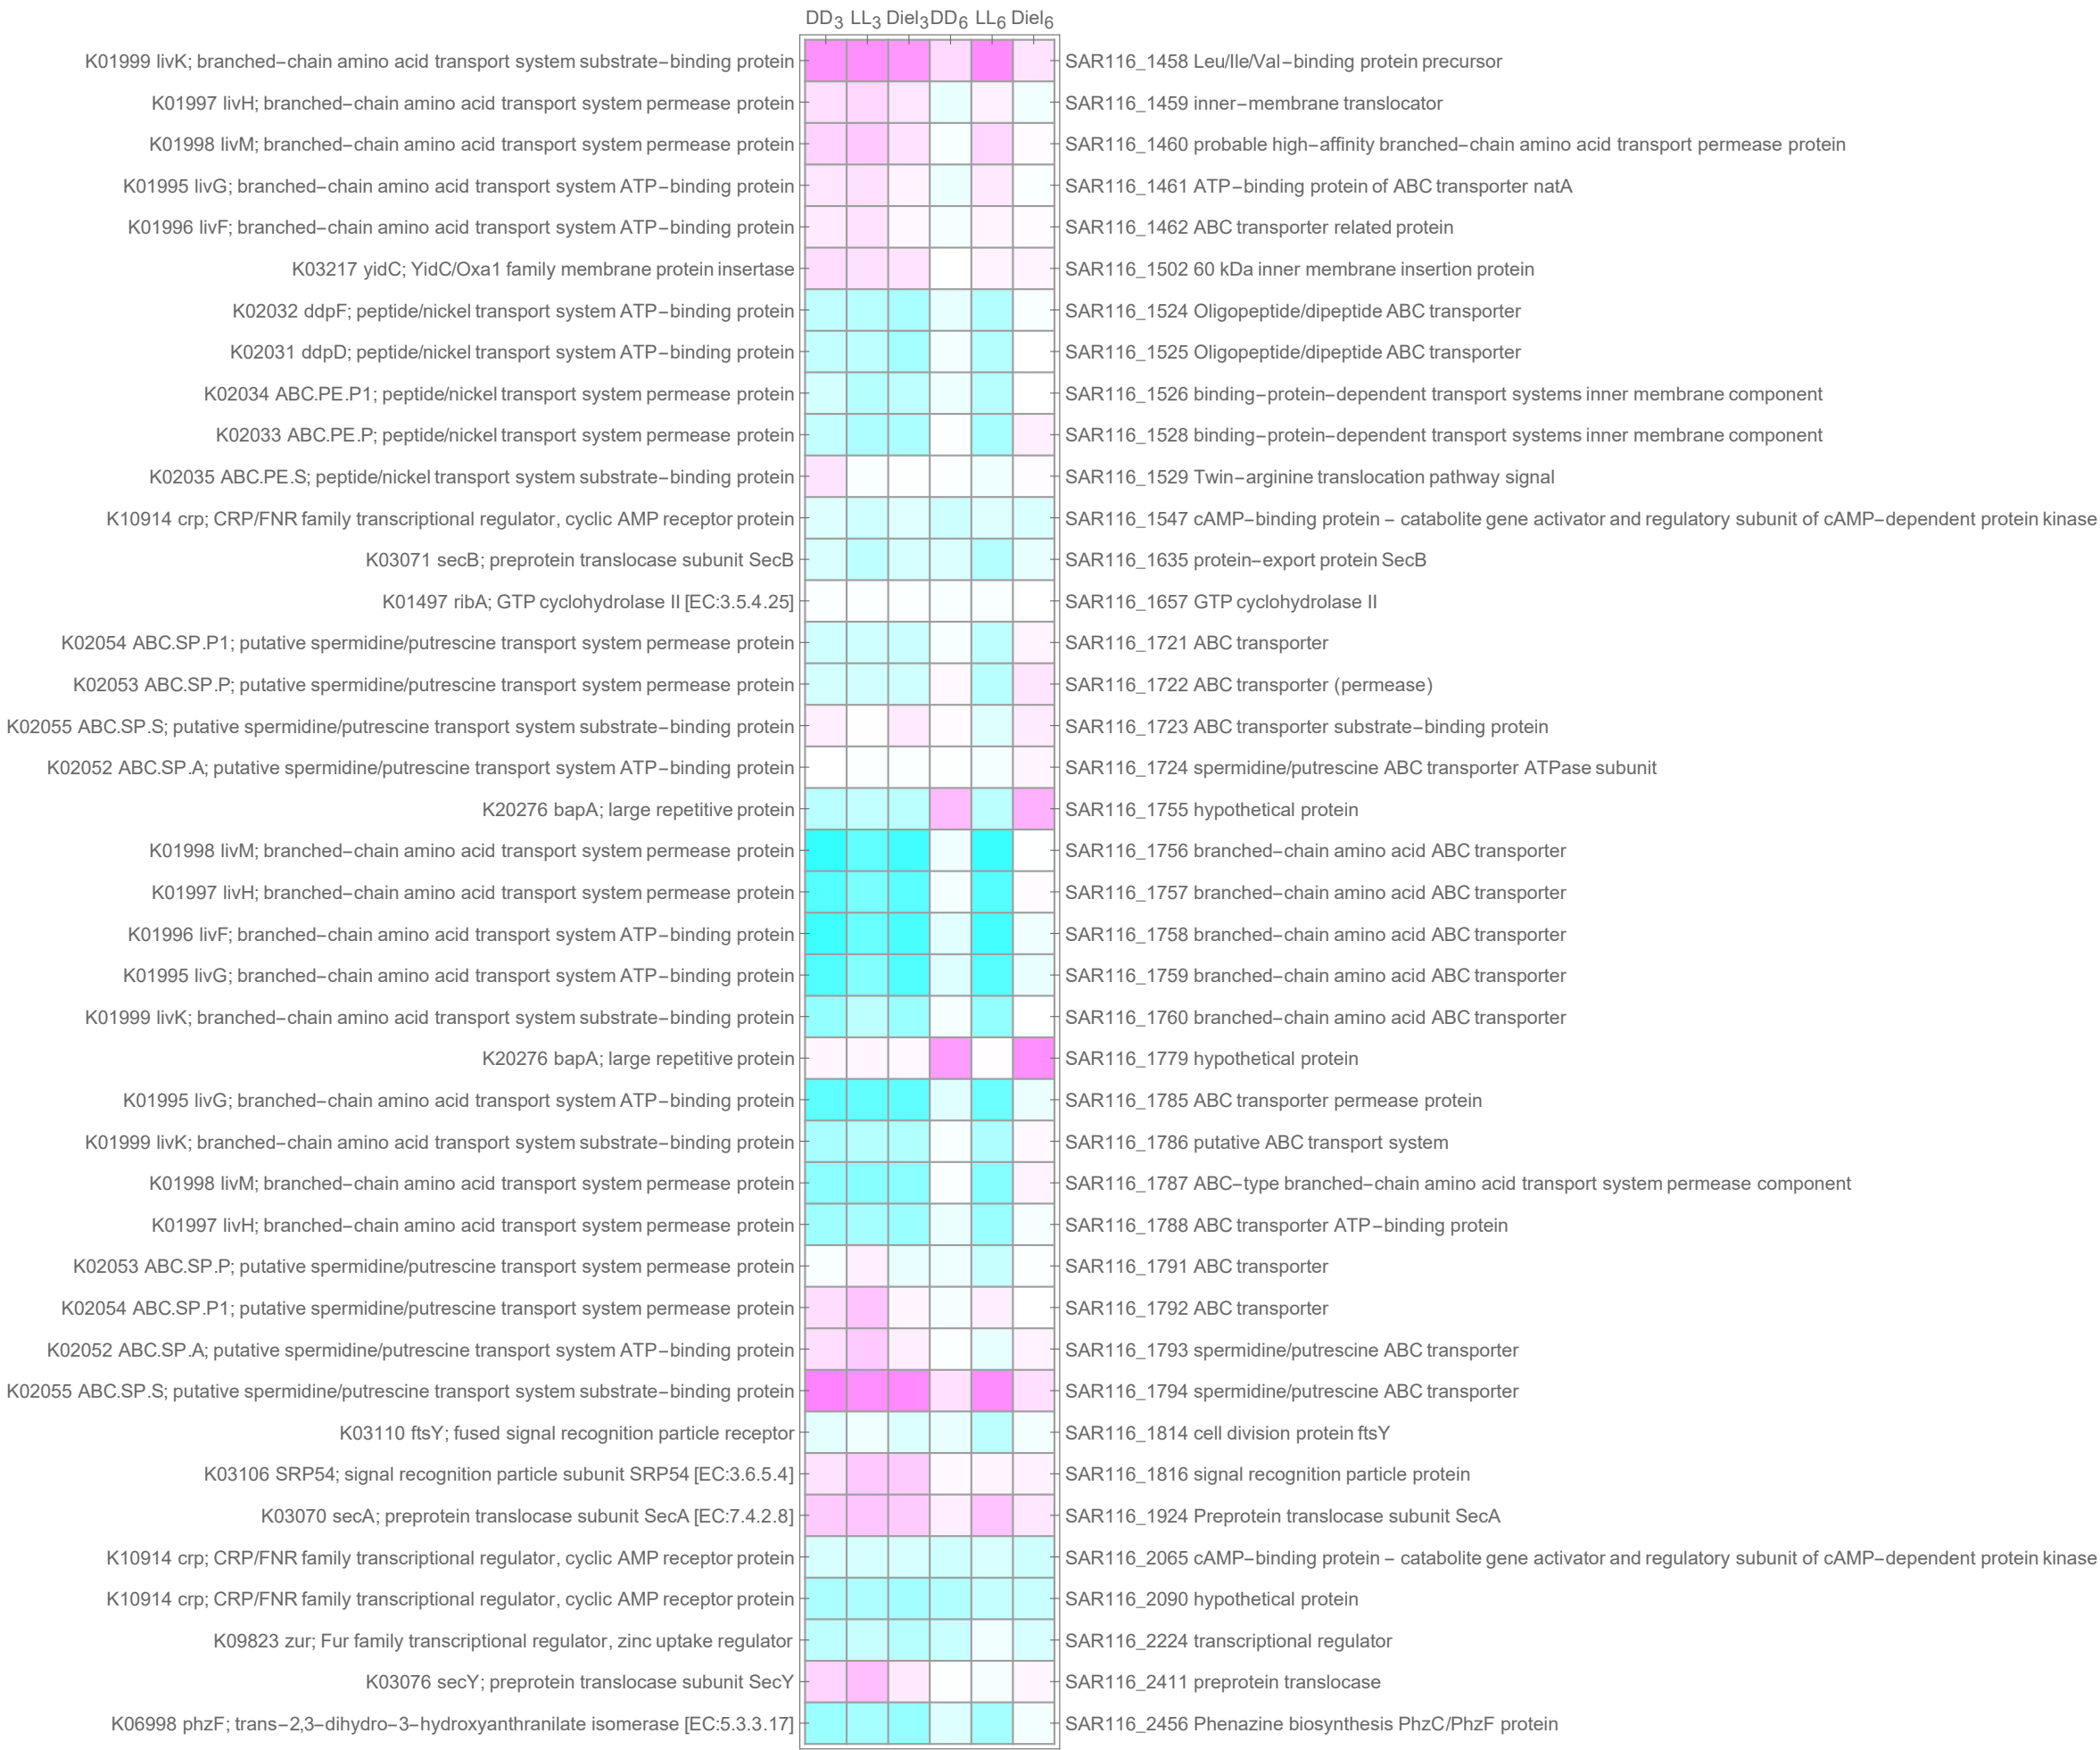 DD3 LL3 Diel3 DD6 LL6 Diel6
K01999 livK; branched-chain amino acid transport system substrate-binding protein SAR116_1458 Leu/Ile/Val-binding protein precursor
K01997 livH; branched-chain amino acid transport system permease protein SAR116_1459 inner-membrane translocator
K01998 livM; branched-chain amino acid transport system permease protein SAR116_1460 probable high-affinity branched-chain amino acid transport permease protein
K01995 livG; branched-chain amino acid transport system ATP-binding protein SAR116_1461 ATP-binding protein of ABC transporter natA
K01996 livF; branched-chain amino acid transport system ATP-binding protein SAR116_1462 ABC transporter related protein
K03217 yidC; YidC/Oxa1 family membrane protein insertase SAR116_1502 60 kDa inner membrane insertion protein
K02032 ddpF; peptide/nickel transport system ATP-binding protein SAR116_1524 Oligopeptide/dipeptide ABC transporter
K02031 ddpD; peptide/nickel transport system ATP-binding protein SAR116_1525 Oligopeptide/dipeptide ABC transporter
K02034 ABC.PE.P1; peptide/nickel transport system permease protein SAR116_1526 binding-protein-dependent transport systems inner membrane component
K02033 ABC.PE.P; peptide/nickel transport system permease protein SAR116_1528 binding-protein-dependent transport systems inner membrane component
K02035 ABC.PE.S; peptide/nickel transport system substrate-binding protein SAR116_1529 Twin-arginine translocation pathway signal
K10914 crp; CRP/FNR family transcriptional regulator, cyclic AMP receptor protein SAR116_1547 cAMP-binding protein - catabolite gene activator and regulatory subunit of cAMP-dependent protein kinase
K03071 secB; preprotein translocase subunit SecB SAR116_1635 protein-export protein SecB
K01497 ribA; GTP cyclohydrolase II [EC:3.5.4.25] SAR116_1657 GTP cyclohydrolase II
K02054 ABC.SP.P1; putative spermidine/putrescine transport system permease protein SAR116_1721 ABC transporter
K02053 ABC.SP.P; putative spermidine/putrescine transport system permease protein SAR116_1722 ABC transporter (permease)
K02055 ABC.SP.S; putative spermidine/putrescine transport system substrate-binding protein SAR116_1723 ABC transporter substrate-binding protein
K02052 ABC.SP.A; putative spermidine/putrescine transport system ATP-binding protein SAR116_1724 spermidine/putrescine ABC transporter ATPase subunit
K20276 bapA; large repetitive protein SAR116_1755 hypothetical protein
K01998 livM; branched-chain amino acid transport system permease protein SAR116_1756 branched-chain amino acid ABC transporter
K01997 livH; branched-chain amino acid transport system permease protein SAR116_1757 branched-chain amino acid ABC transporter
K01996 livF; branched-chain amino acid transport system ATP-binding protein SAR116_1758 branched-chain amino acid ABC transporter
K01995 livG; branched-chain amino acid transport system ATP-binding protein SAR116_1759 branched-chain amino acid ABC transporter
K01999 livK; branched-chain amino acid transport system substrate-binding protein SAR116_1760 branched-chain amino acid ABC transporter
K20276 bapA; large repetitive protein SAR116_1779 hypothetical protein
K01995 livG; branched-chain amino acid transport system ATP-binding protein SAR116_1785 ABC transporter permease protein
K01999 livK; branched-chain amino acid transport system substrate-binding protein SAR116_1786 putative ABC transport system
K01998 livM; branched-chain amino acid transport system permease protein SAR116_1787 ABC-type branched-chain amino acid transport system permease component
K01997 livH; branched-chain amino acid transport system permease protein SAR116_1788 ABC transporter ATP-binding protein
K02053 ABC.SP.P; putative spermidine/putrescine transport system permease protein SAR116_1791 ABC transporter
K02054 ABC.SP.P1; putative spermidine/putrescine transport system permease protein SAR116_1792 ABC transporter
K02052 ABC.SP.A; putative spermidine/putrescine transport system ATP-binding protein SAR116_1793 spermidine/putrescine ABC transporter
K02055 ABC.SP.S; putative spermidine/putrescine transport system substrate-binding protein SAR116_1794 spermidine/putrescine ABC transporter
K03110 ftsY; fused signal recognition particle receptor SAR116_1814 cell division protein ftsY
K03106 SRP54; signal recognition particle subunit SRP54 [EC:3.6.5.4] SAR116_1816 signal recognition particle protein
K03070 secA; preprotein translocase subunit SecA [EC:7.4.2.8] SAR116_1924 Preprotein translocase subunit SecA
K10914 crp; CRP/FNR family transcriptional regulator, cyclic AMP receptor protein SAR116_2065 cAMP-binding protein - catabolite gene activator and regulatory subunit of cAMP-dependent protein kinase
K10914 crp; CRP/FNR family transcriptional regulator, cyclic AMP receptor protein SAR116_2090 hypothetical protein
K09823 zur; Fur family transcriptional regulator, zinc uptake regulator SAR116_2224 transcriptional regulator
K03076 secY; preprotein translocase subunit SecY SAR116_2411 preprotein translocase
K06998 phzF; trans-2,3-dihydro-3-hydroxyanthranilate isomerase [EC:5.3.3.17] SAR116_2456 Phenazine biosynthesis PhzC/PhzF protein